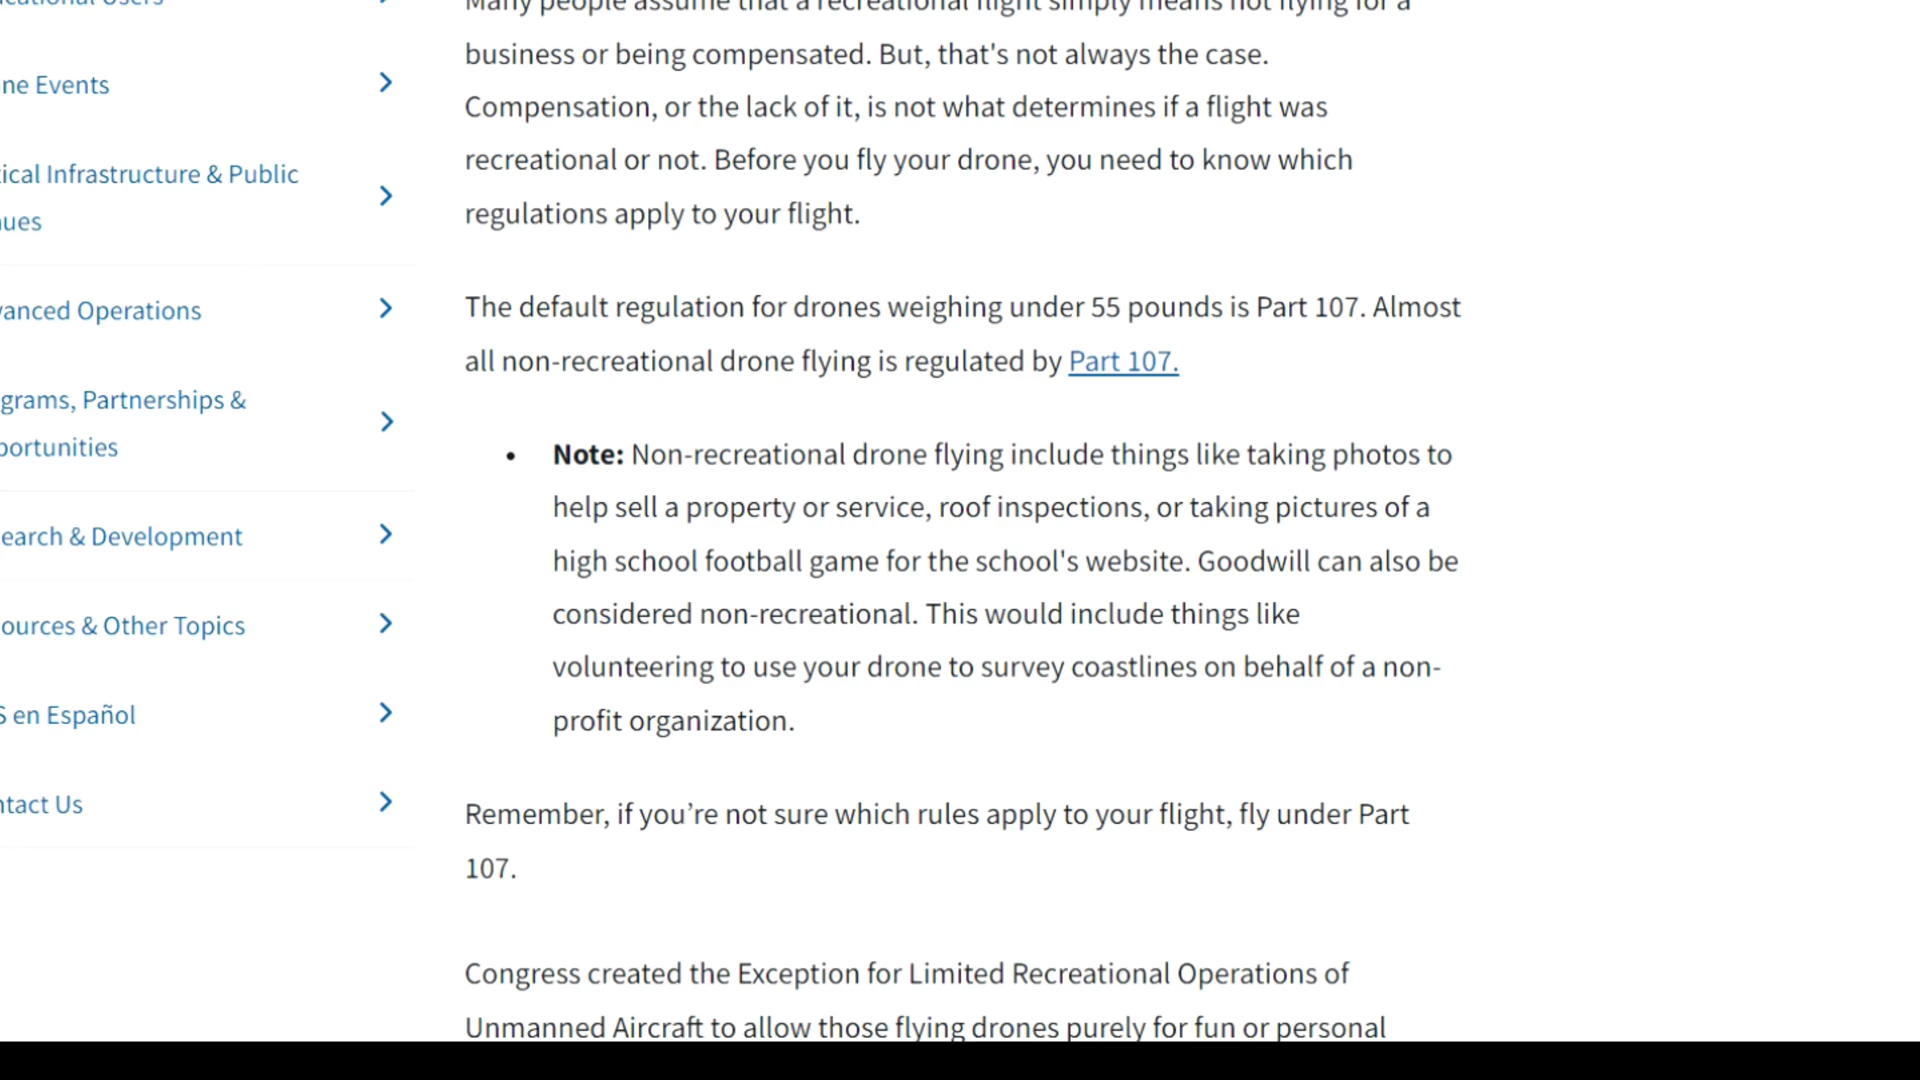 ne Events
ical Infrastructure & Public
ues
anced Operations
grams, Partnerships &
portunities
earch & Development
ources & Other Topics
S en Español
ntact Us
Many people assume that a recreational flight simply means not flying for a
business or being compensated. But, that's not always the case.
Compensation, or the lack of it, is not what determines if a flight was
recreational or not. Before you fly your drone, you need to know which
regulations apply to your flight.
The default regulation for drones weighing under 55 pounds is Part 107. Almost
all non-recreational drone flying is regulated by Part 107.
• Note: Non-recreational drone flying include things like taking photos to
help sell a property or service, roof inspections, or taking pictures of a
high school football game for the school's website. Goodwill can also be
considered non-recreational. This would include things like
volunteering to use your drone to survey coastlines on behalf of a non-
profit organization.
Remember, if you’re not sure which rules apply to your flight, fly under Part
107.
Congress created the Exception for Limited Recreational Operations of
Unmanned Aircraft to allow those flying drones purely for fun or personal